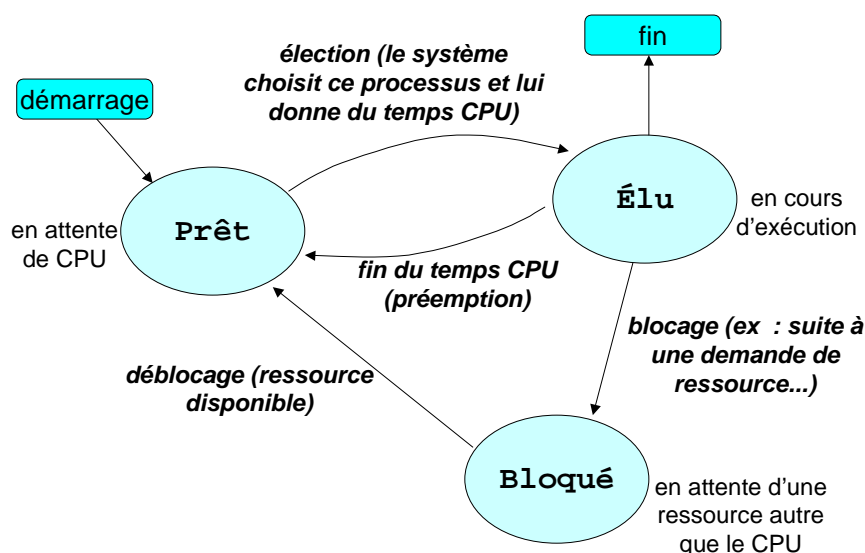 démarrage
élection (le système
choisit ce processus et lui
donne du temps CPU)
fin
Prêt
en attente
de CPU
Élu
en cours
d’exécution
fin du temps CPU
(préemption)
blocage (ex  : suite à
une demande de
ressource...)
déblocage (ressource
disponible)
Bloqué
en attente d’une
ressource autre
que le CPU